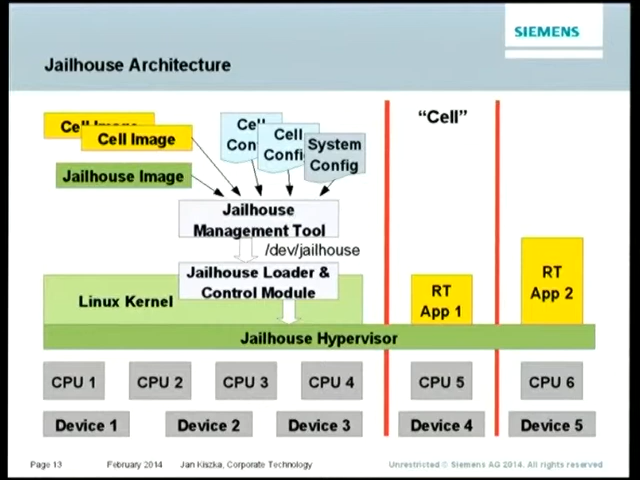 SIEMENS
Jailhouse Architecture
Cell
Cell Image
Jailhouse Image
Cell
Cell
System
Config
"Cell"
Jailhouse
Management Tool
/dev/jailhouse
Jailhouse Loader &
Control Module
Linux Kernel
RT
App 1
RT
App 2
Jailhouse Hypervisor
CPU 1
CPU 2
CPU 3
CPU 4
CPU 5
CPU 6
Device 1
Device 2
Device 3
Device 4
Device 5
Page 13
February 2014
Jan Kiszka, Corporate Technology
Unrestricted © Siemens AG 2014. All rights reserved